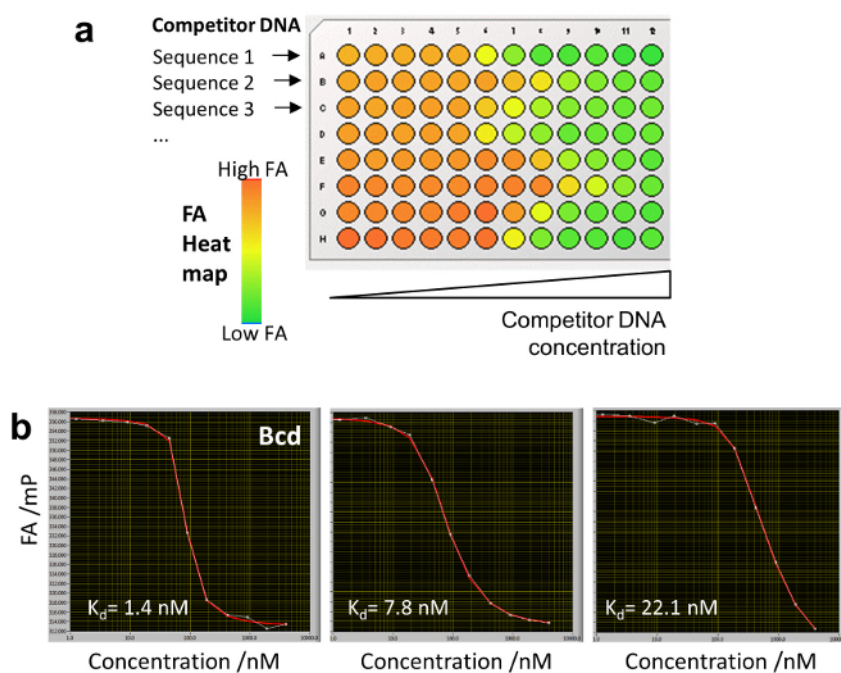 a
Competitor DNA
Sequence 1
Sequence 2
Sequence 3
...
1 2 3 4 5 6 7 8 9 10 11 12
A
B
C
D
E
F
G
H
High FA
FA
Heat
map
Low FA
Competitor DNA
concentration
b
Bcd
FA /mP
Kd= 1.4 nM
Kd= 7.8 nM
Kd= 22.1 nM
Concentration /nM
Concentration /nM
Concentration /nM